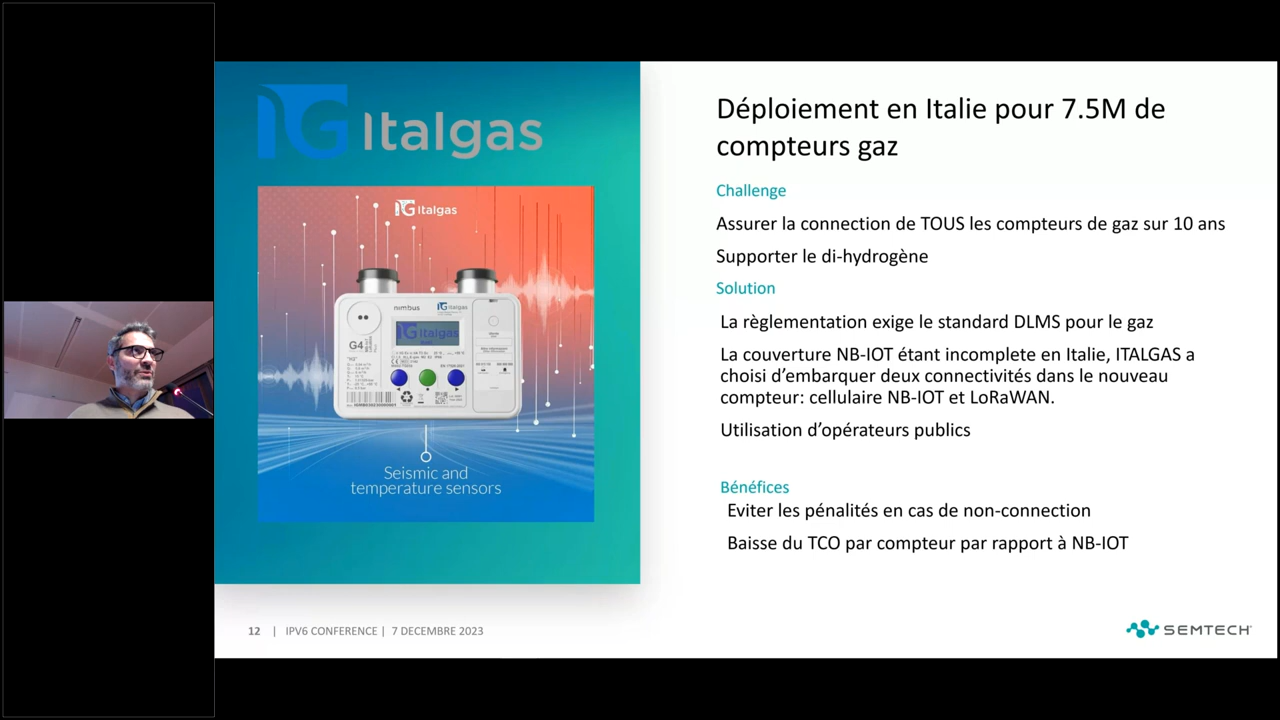 IG Italgas
IG Italgas
nimbus
IG Italgas
IG Italgas
G4
Seismic and
temperature sensors
Déploiement en Italie pour 7.5M de
compteurs gaz
Challenge
Assurer la connection de TOUS les compteurs de gaz sur 10 ans
Supporter le di-hydrogène
Solution
La règlementation exige le standard DLMS pour le gaz
La couverture NB-IOT étant incomplete en Italie, ITALGAS a
choisi d’embarquer deux connectivités dans le nouveau
compteur: cellulaire NB-IOT et LoRaWAN.
Utilisation d’opérateurs publics
Bénéfices
Eviter les pénalités en cas de non-connection
Baisse du TCO par compteur par rapport à NB-IOT
12 | IPV6 CONFERENCE | 7 DECEMBRE 2023
SEMTECH